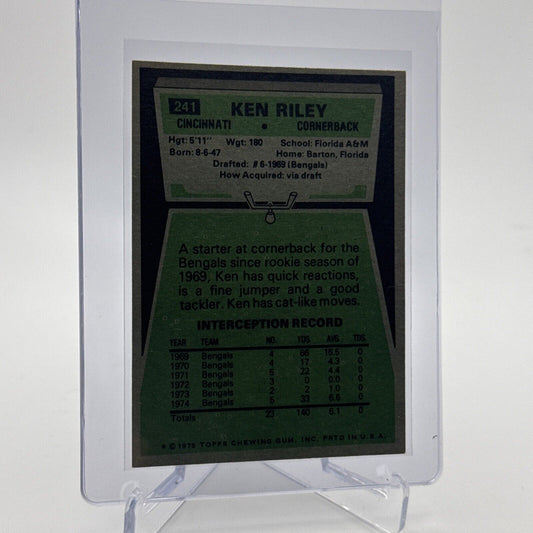 241 KEN RILEY
CINCINNATI • CORNERBACK
Hgt: 5'11" Wgt: 180 School: Florida A&M
Born: 8-6-47 Home: Barton, Florida
Drafted: #6-1969 (Bengals)
How Acquired: via draft
A starter at cornerback for the
Bengals since rookie season of
1969, Ken has quick reactions,
is a fine jumper and a good
tackler. Ken has cat-like moves.
INTERCEPTION RECORD
YEAR TEAM NO. YDS. AVG. TDS.
1969 Bengals 4 66 16.5 0
1970 Bengals 4 17 4.3 0
1971 Bengals 5 22 4.4 0
1972 Bengals 3 0 0.0 0
1973 Bengals 2 2 1.0 0
1974 Bengals 5 33 6.6 0
Totals 23 140 6.1 0
© 1975 TOPPS CHEWING GUM, INC. PRTD IN U.S.A.